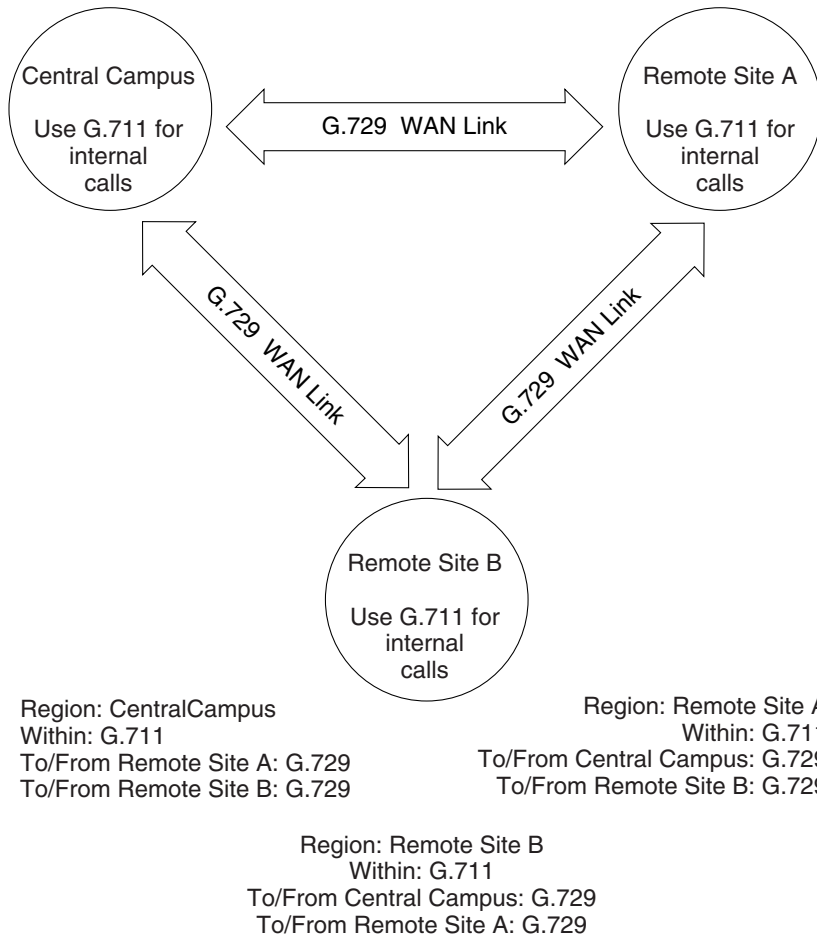 Central Campus
Use G.711 for
internal
calls
G.729 WAN Link
Remote Site A
Use G.711 for
internal
calls
G.729 WAN Link
G.729 WAN Link
Remote Site B
Use G.711 for
internal
calls
Region: CentralCampus
Within: G.711
To/From Remote Site A: G.729
To/From Remote Site B: G.729
Region: Remote Site A
Within: G.711
To/From Central Campus: G.729
To/From Remote Site B: G.729
Region: Remote Site B
Within: G.711
To/From Central Campus: G.729
To/From Remote Site A: G.729